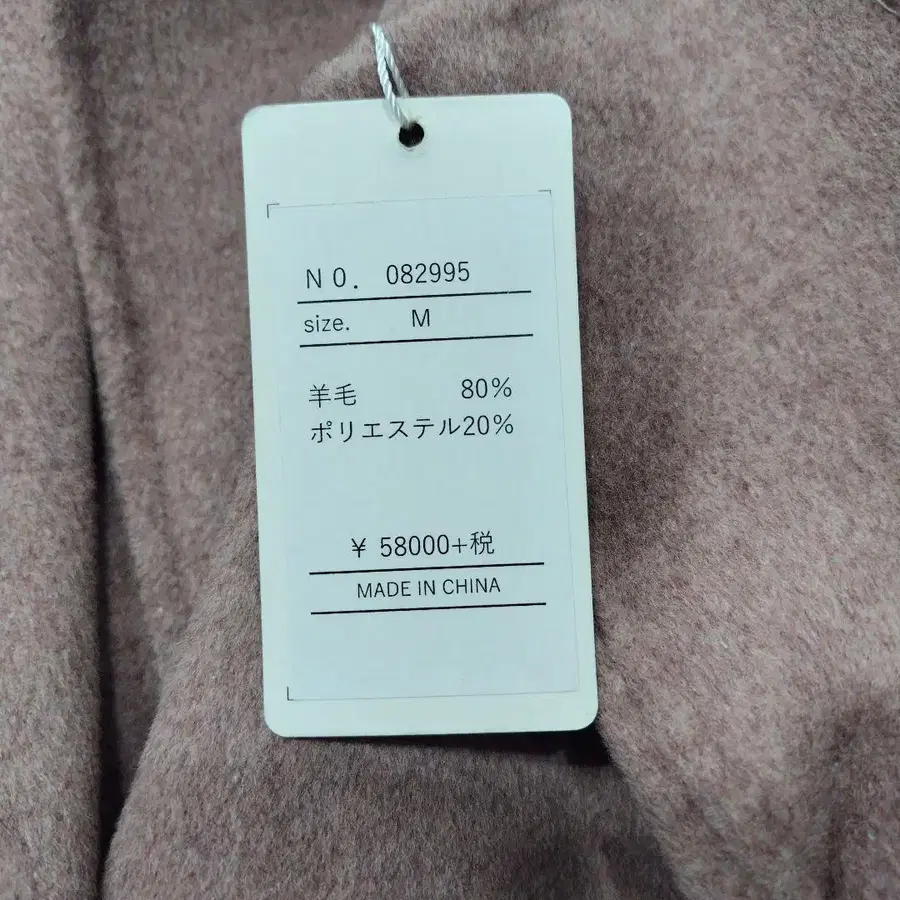 NO. 082995
size. M
羊毛 80%
ポリエステル20%
¥ 58000+税
MADE IN CHINA